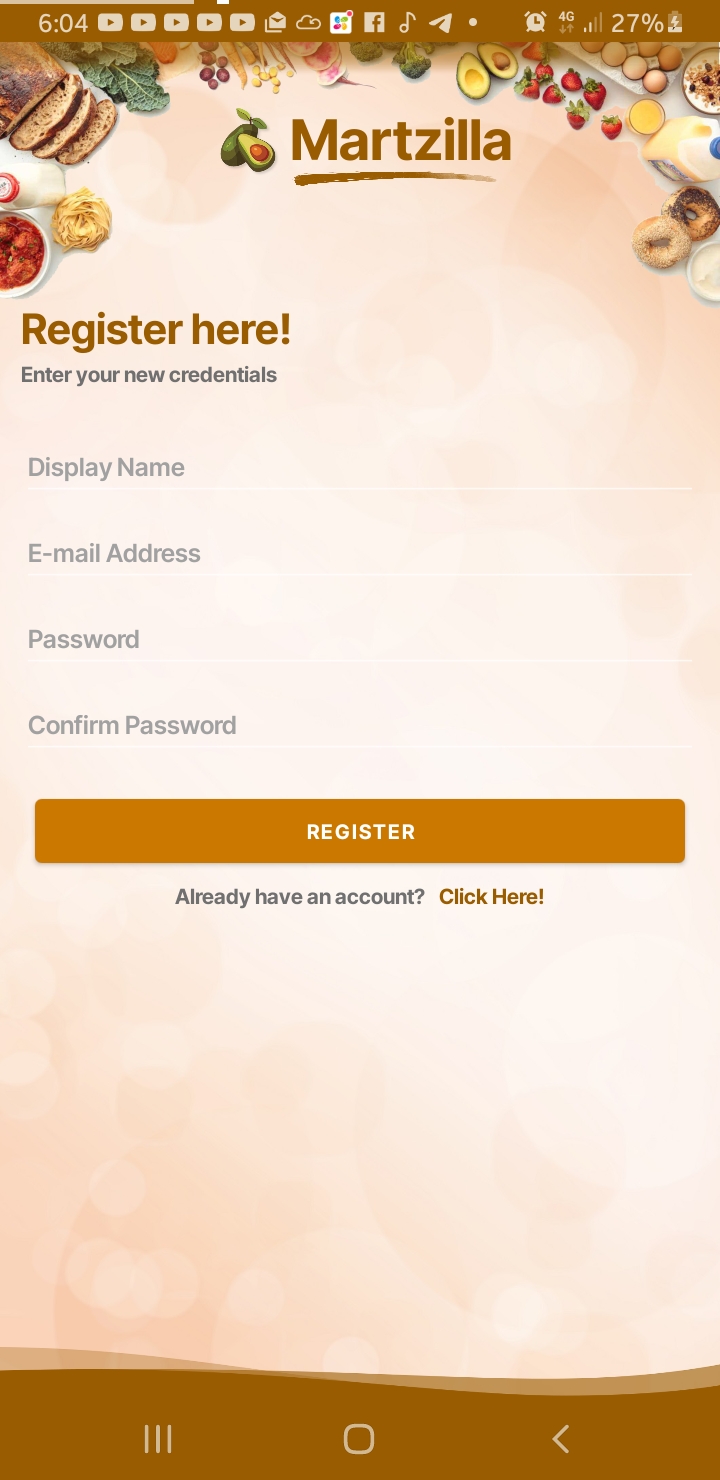 6:04 4G 27%
Martzilla
Register here!
Enter your new credentials
Display Name
E-mail Address
Password
Confirm Password
REGISTER
Already have an account? Click Here!